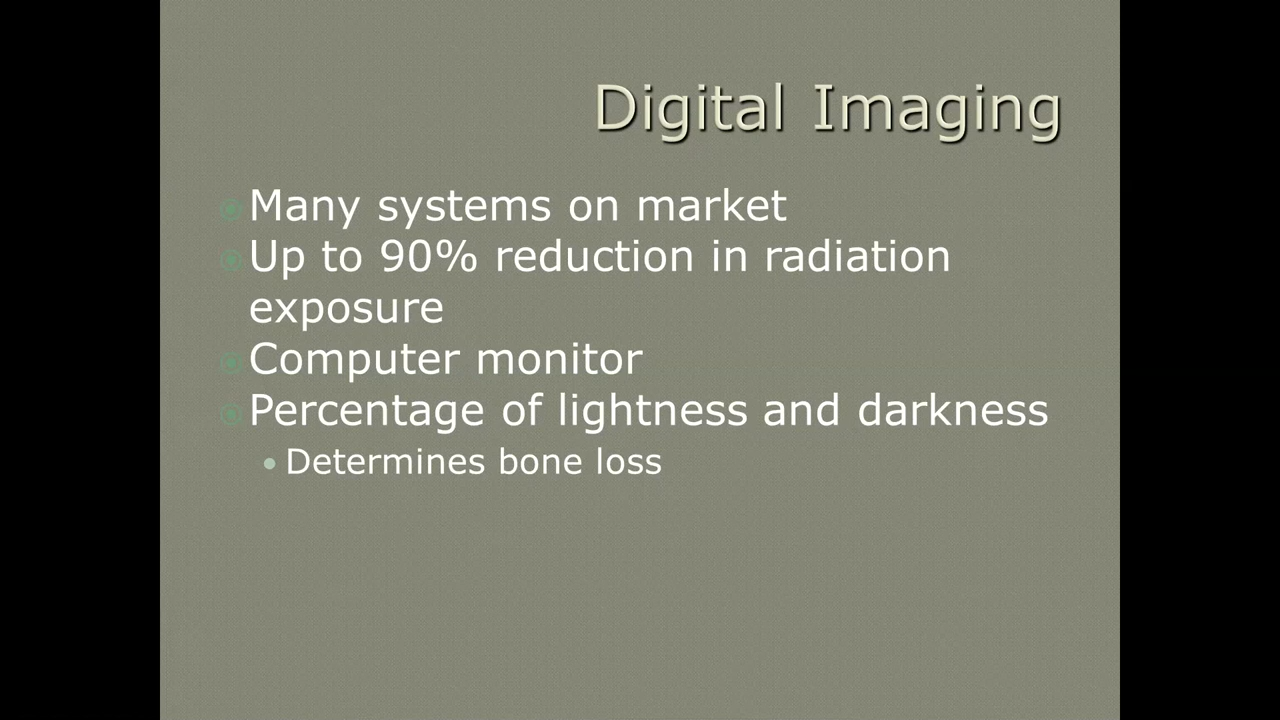 Digital Imaging
Many systems on market
Up to 90% reduction in radiation
exposure
Computer monitor
Percentage of lightness and darkness
Determines bone loss